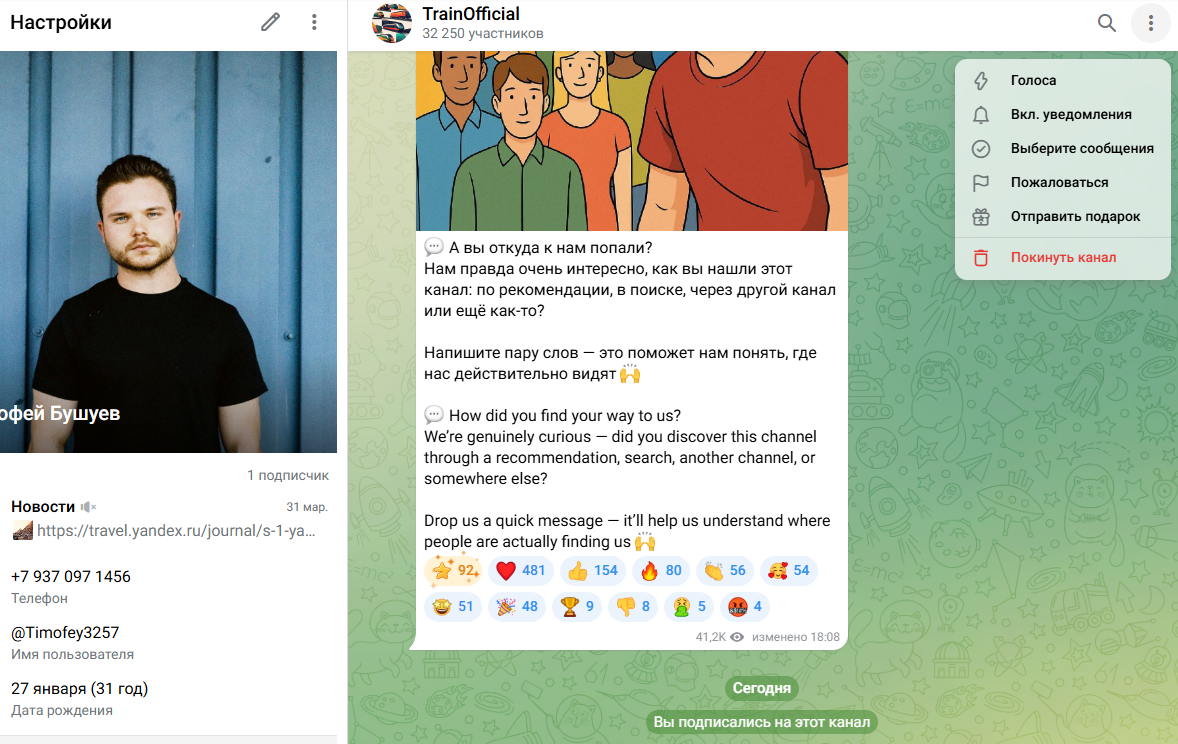 Настройки
офей Бушуев
1 подписчик
Новости
31 мар.
https://travel.yandex.ru/journal/s-1-ya...
+7 937 097 1456
Телефон
@Timofey3257
Имя пользователя
27 января (31 год)
Дата рождения
TrainOfficial
32 250 участников
💬 А вы откуда к нам попали?
Нам правда очень интересно, как вы нашли этот
канал: по рекомендации, в поиске, через другой канал
или ещё как-то?
Напишите пару слов — это поможет нам понять, где
нас действительно видят 🙌
💬 How did you find your way to us?
We’re genuinely curious — did you discover this channel
through a recommendation, search, another channel, or
somewhere else?
Drop us a quick message — it’ll help us understand where
people are actually finding us 🙌
92 481 154 80 56 54
51 48 9 8 5 4
41,2K изменено 18:08
Сегодня
Вы подписались на этот канал
Голоса
Вкл. уведомления
Выберите сообщения
Пожаловаться
Отправить подарок
Покинуть канал